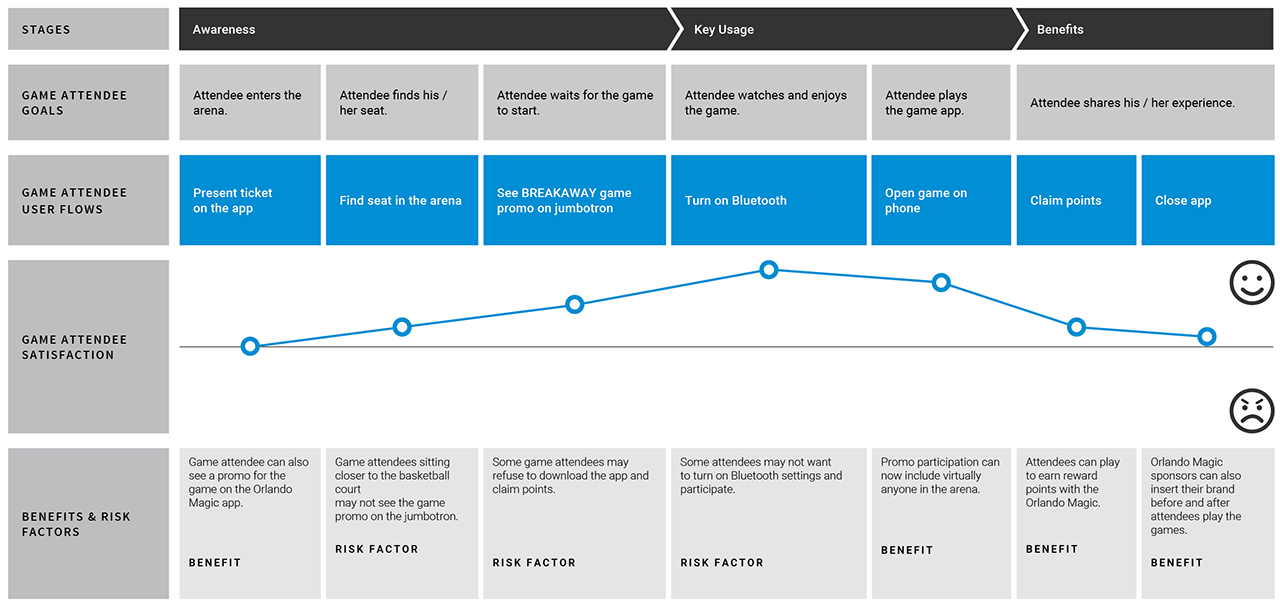 STAGES
Awareness
Key Usage
Benefits
GAME ATTENDEE
GOALS
Attendee enters the
arena.
Attendee finds his /
her seat.
Attendee waits for the game
to start.
Attendee watches and enjoys
the game.
Attendee plays
the game app.
Attendee shares his / her experience.
GAME ATTENDEE
USER FLOWS
Present ticket
on the app
Find seat in the arena
See BREAKAWAY game
promo on jumbotron
Turn on Bluetooth
Open game on
phone
Claim points
Close app
GAME ATTENDEE
SATISFACTION
BENEFITS & RISK
FACTORS
Game attendee can also
see a promo for the
game on the Orlando
Magic app.
BENEFIT
Game attendees sitting
closer to the basketball
court
may not see the game
promo on the jumbotron.
RISK FACTOR
Some game attendees may
refuse to download the app and
claim points.
RISK FACTOR
Some attendees may not want
to turn on Bluetooth settings and
participate.
RISK FACTOR
Promo participation can
now include virtually
anyone in the arena.
BENEFIT
Attendees can play
to earn reward
points with the
Orlando Magic.
BENEFIT
Orlando Magic
sponsors can also
insert their brand
before and after
attendees play the
games.
BENEFIT